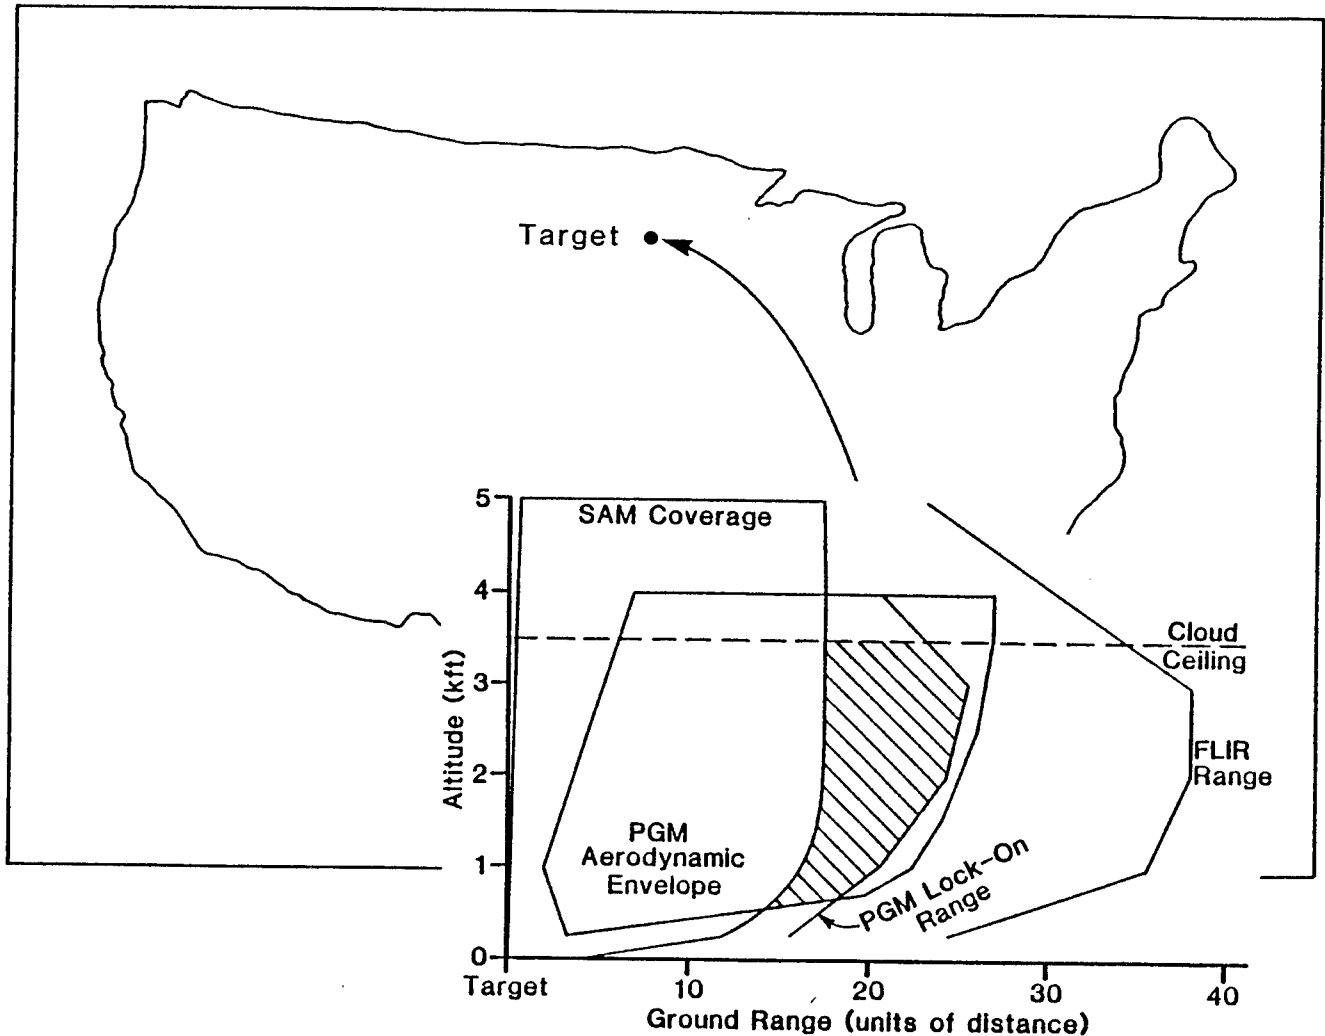 Target
5
SAM Coverage
4
Cloud
Ceiling
Altitude (kft)
3
FLIR
Range
2
PGM
Aerodynamic
Envelope
1
PGM Lock-On
Range
0
Target
10
20
30
40
Ground Range (units of distance)